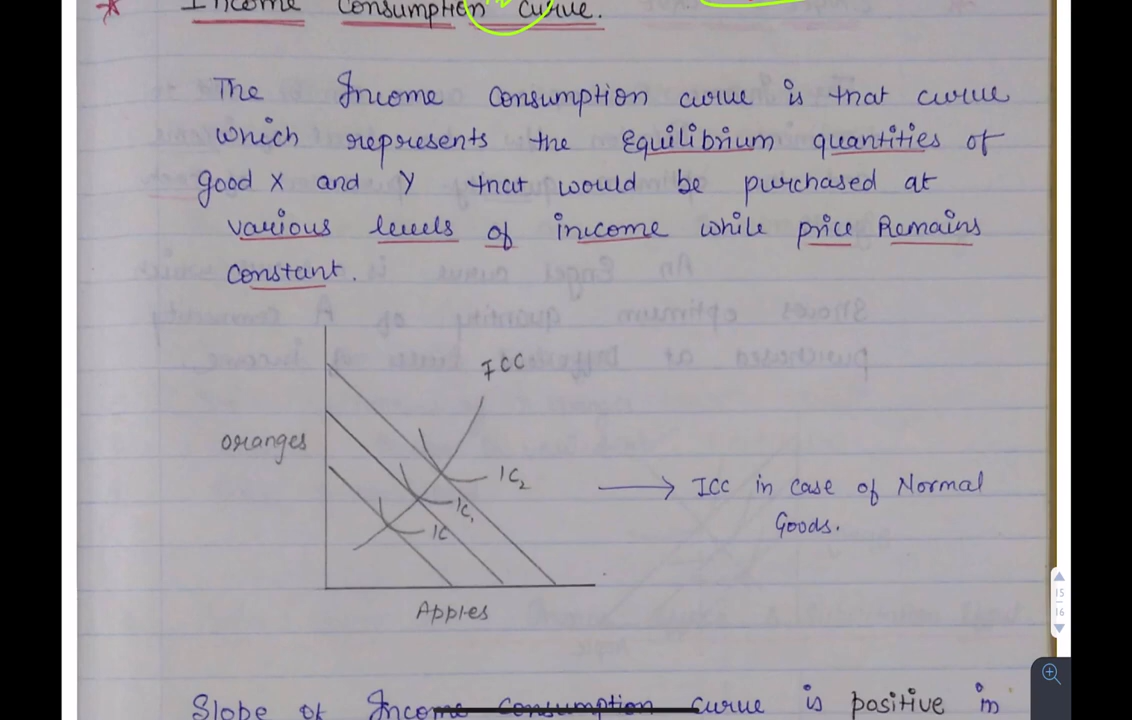 Income Consumption Curve.
The Income Consumption curve is that curve
which represents the Equilibrium quantities of
good X and Y that would be purchased at
various levels of income while price Remains
constant.
ICC
Oranges
IC2
IC1
IC
→ ICC in case of Normal
Goods.
Apples
15
16
Slope of Income Consumption curve is positive in